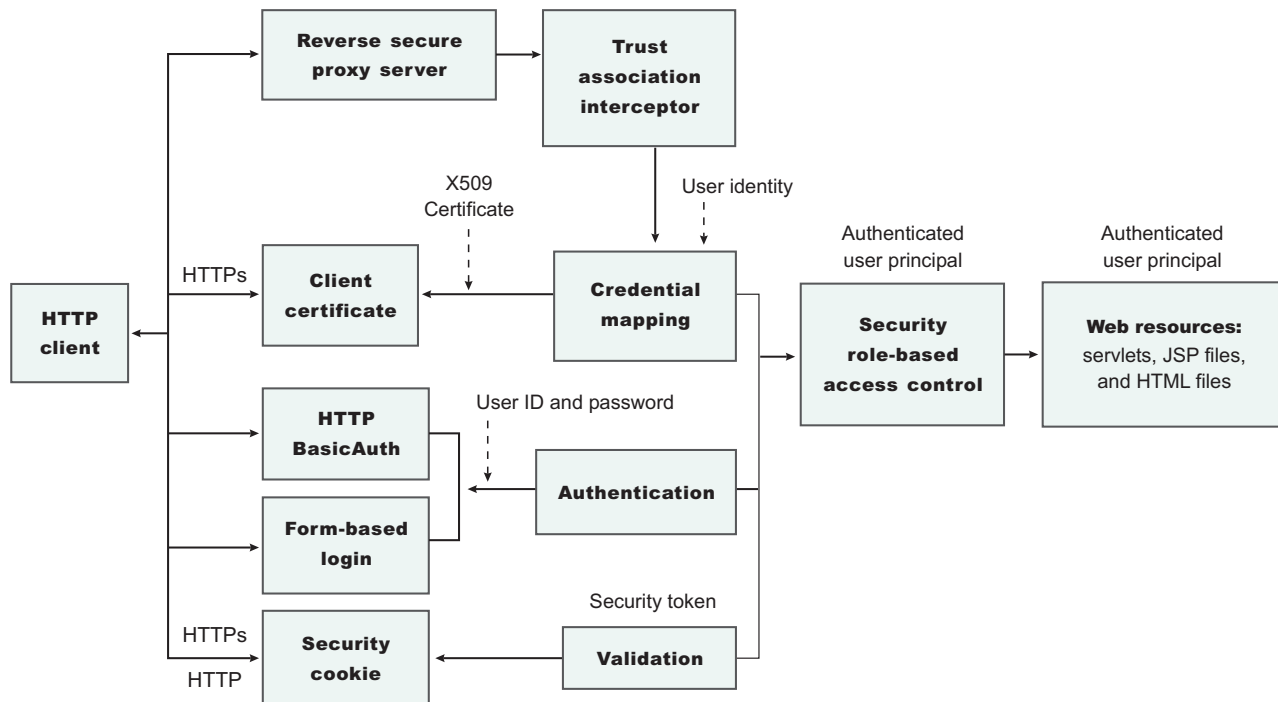 Reverse secure
proxy server
Trust
association
interceptor
X509
Certificate
User identity
Authenticated
user principal
Authenticated
user principal
HTTPs
Client
certificate
Credential
mapping
HTTP
client
Security
role-based
access control
Web resources:
servlets, JSP files,
and HTML files
HTTP
BasicAuth
User ID and password
Authentication
Form-based
login
Security token
HTTPs
HTTP
Security
cookie
Validation